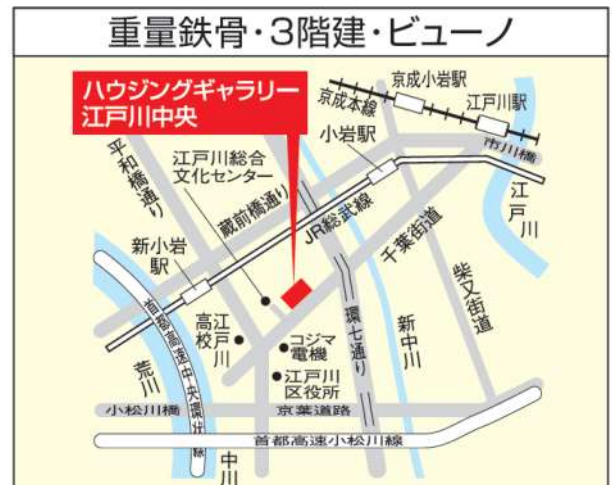 重量鉄骨・3階建・ビューノ
ハウジングギャラリー
江戸川中央
京成小岩駅
京成本線
江戸川駅
市川橋
小岩駅
江戸川
平和橋通り
江戸川総合
文化センター
蔵前橋通り
JR総武線
千葉街道
新小岩
駅
柴又街道
首都高速中央環状線
江戸川
高校
コジマ
電機
環七通り
新中川
荒川
江戸川
区役所
小松川橋
京葉道路
首都高速小松川線
中川